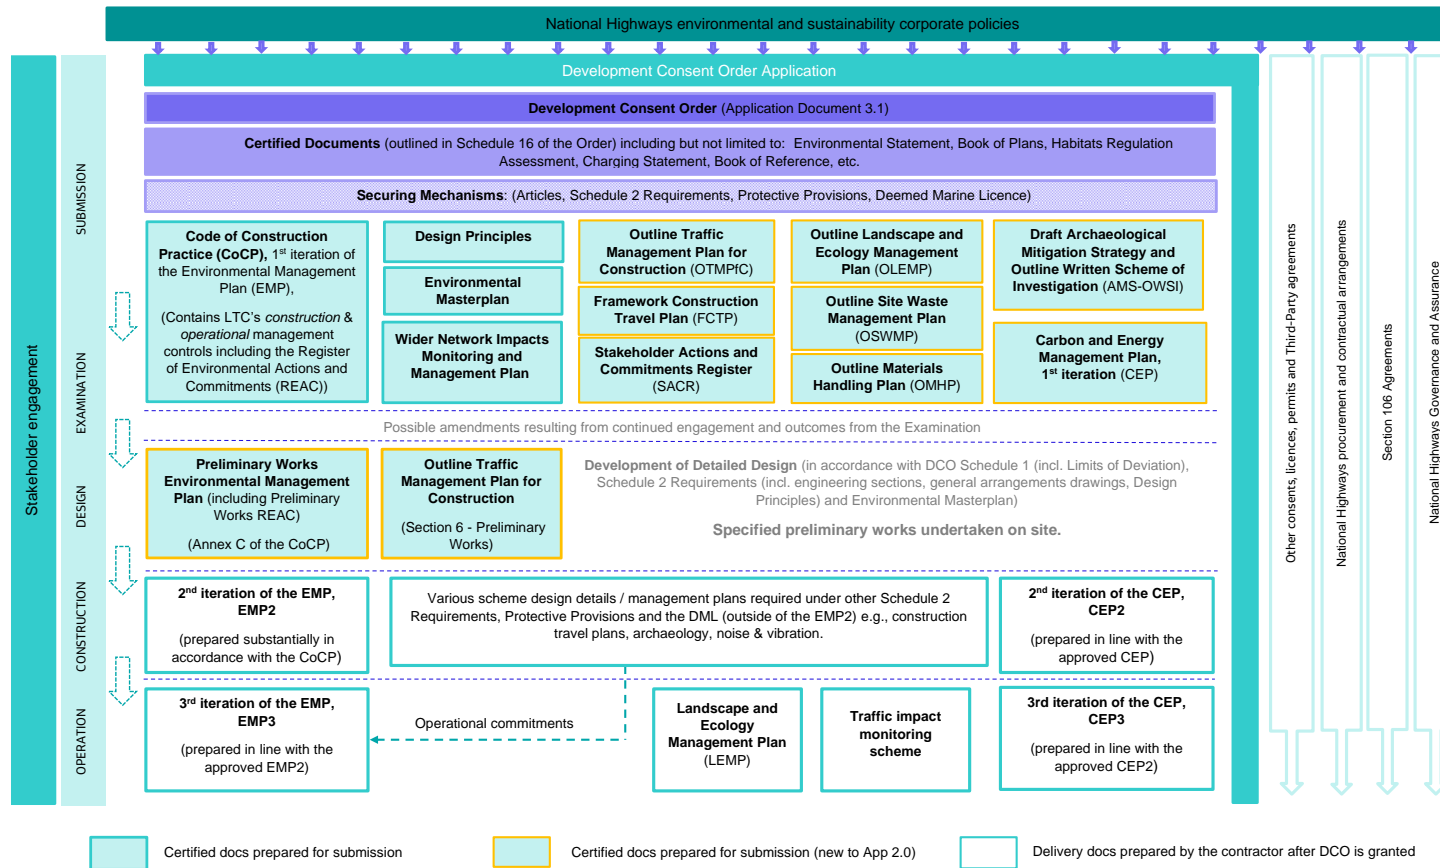 National Highways environmental and sustainability corporate policies
Development Consent Order Application
Development Consent Order (Application Document 3.1)
Certified Documents (outlined in Schedule 16 of the Order) including but not limited to: Environmental Statement, Book of Plans, Habitats Regulation
Assessment, Charging Statement, Book of Reference, etc.
Securing Mechanisms: (Articles, Schedule 2 Requirements, Protective Provisions, Deemed Marine Licence)
Stakeholder engagement
SUBMISSION
EXAMINATION
DESIGN
CONSTRUCTION
OPERATION
Code of Construction
Practice (CoCP), 1st iteration of
the Environmental Management
Plan (EMP),
(Contains LTC's construction &
operational management
controls including the Register
of Environmental Actions and
Commitments (REAC))
Design Principles
Environmental
Masterplan
Wider Network Impacts
Monitoring and
Management Plan
Outline Traffic
Management Plan for
Construction (OTMPfC)
Framework Construction
Travel Plan (FCTP)
Stakeholder Actions and
Commitments Register
(SACR)
Outline Landscape and
Ecology Management
Plan (OLEMP)
Outline Site Waste
Management Plan
(OSWMP)
Outline Materials
Handling Plan (OMHP)
Draft Archaeological
Mitigation Strategy and
Outline Written Scheme of
Investigation (AMS-OWSI)
Carbon and Energy
Management Plan,
1st iteration (CEP)
Possible amendments resulting from continued engagement and outcomes from the Examination
Preliminary Works
Environmental Management
Plan (including Preliminary
Works REAC)
(Annex C of the CoCP)
Outline Traffic
Management Plan for
Construction
(Section 6 - Preliminary
Works)
Development of Detailed Design (in accordance with DCO Schedule 1 (incl. Limits of Deviation),
Schedule 2 Requirements (incl. engineering sections, general arrangements drawings, Design
Principles) and Environmental Masterplan)
Specified preliminary works undertaken on site.
2nd iteration of the EMP,
EMP2
(prepared substantially in
accordance with the CoCP)
Various scheme design details / management plans required under other Schedule 2
Requirements, Protective Provisions and the DML (outside of the EMP2) e.g., construction
travel plans, archaeology, noise & vibration.
2nd iteration of the CEP,
CEP2
(prepared in line with the
approved CEP)
3rd iteration of the EMP,
EMP3
(prepared in line with the
approved EMP2)
Operational commitments
Landscape and
Ecology
Management Plan
(LEMP)
Traffic impact
monitoring
scheme
3rd iteration of the CEP,
CEP3
(prepared in line with the
approved CEP2)
Other consents, licences, permits and Third-Party agreements
National Highways procurement and contractual arrangements
Section 106 Agreements
National Highways Governance and Assurance
Certified docs prepared for submission
Certified docs prepared for submission (new to App 2.0)
Delivery docs prepared by the contractor after DCO is granted